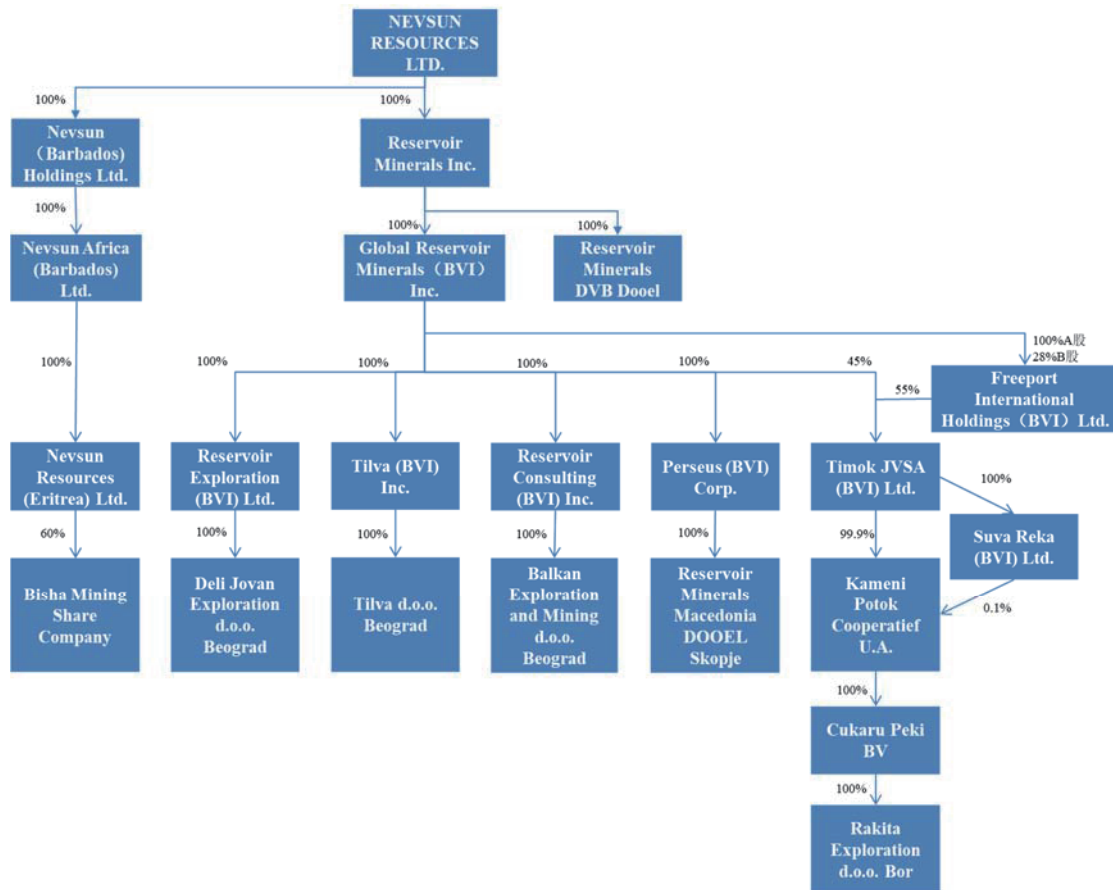 NEVSUN
RESOURCES
LTD.
100%
100%
Nevsun
（Barbados)
Holdings Ltd.
Reservoir
Minerals Inc.
100%
100%
100%
Nevsun Africa
(Barbados)
Ltd.
Global Reservoir
Minerals（BVI）
Inc.
Reservoir
Minerals
DVB Dooel
100%A股
28%B股
100%
100%
100%
100%
100%
45%
55%
Freeport
International
Holdings（BVI）Ltd.
Nevsun
Resources
(Eritrea) Ltd.
Reservoir
Exploration
(BVI) Ltd.
Tilva (BVI)
Inc.
Reservoir
Consulting
(BVI) Inc.
Perseus (BVI)
Corp.
Timok JVSA
(BVI) Ltd.
100%
60%
100%
100%
100%
100%
99.9%
Suva Reka
(BVI) Ltd.
Bisha Mining
Share
Company
Deli Jovan
Exploration
d.o.o.
Beograd
Tilva d.o.o.
Beograd
Balkan
Exploration
and Mining
d.o.o.
Beograd
Reservoir
Minerals
Macedonia
DOOEL
Skopje
Kameni
Potok
Cooperatief
U.A.
0.1%
100%
Cukaru Peki
BV
100%
Rakita
Exploration
d.o.o. Bor